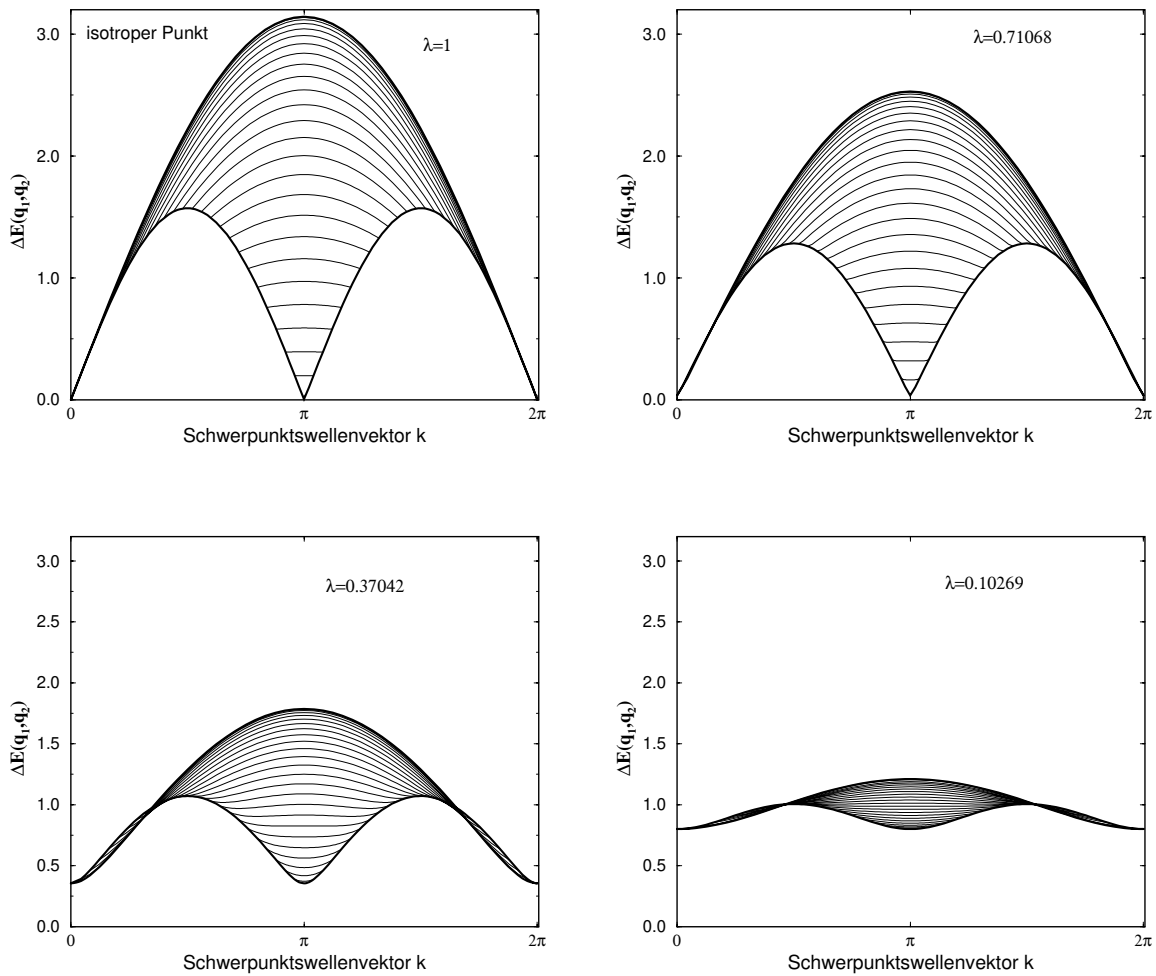 isotroper Punkt
λ=1
3.0
2.0
1.0
0.0
ΔE(q1,q2)
0
π
2π
Schwerpunktswellenvektor k
λ=0.71068
3.0
2.0
1.0
0.0
ΔE(q1,q2)
0
π
2π
Schwerpunktswellenvektor k
λ=0.37042
3.0
2.5
2.0
1.5
1.0
0.5
0.0
ΔE(q1,q2)
0
π
2π
Schwerpunktswellenvektor k
λ=0.10269
3.0
2.5
2.0
1.5
1.0
0.5
0.0
ΔE(q1,q2)
0
π
2π
Schwerpunktswellenvektor k